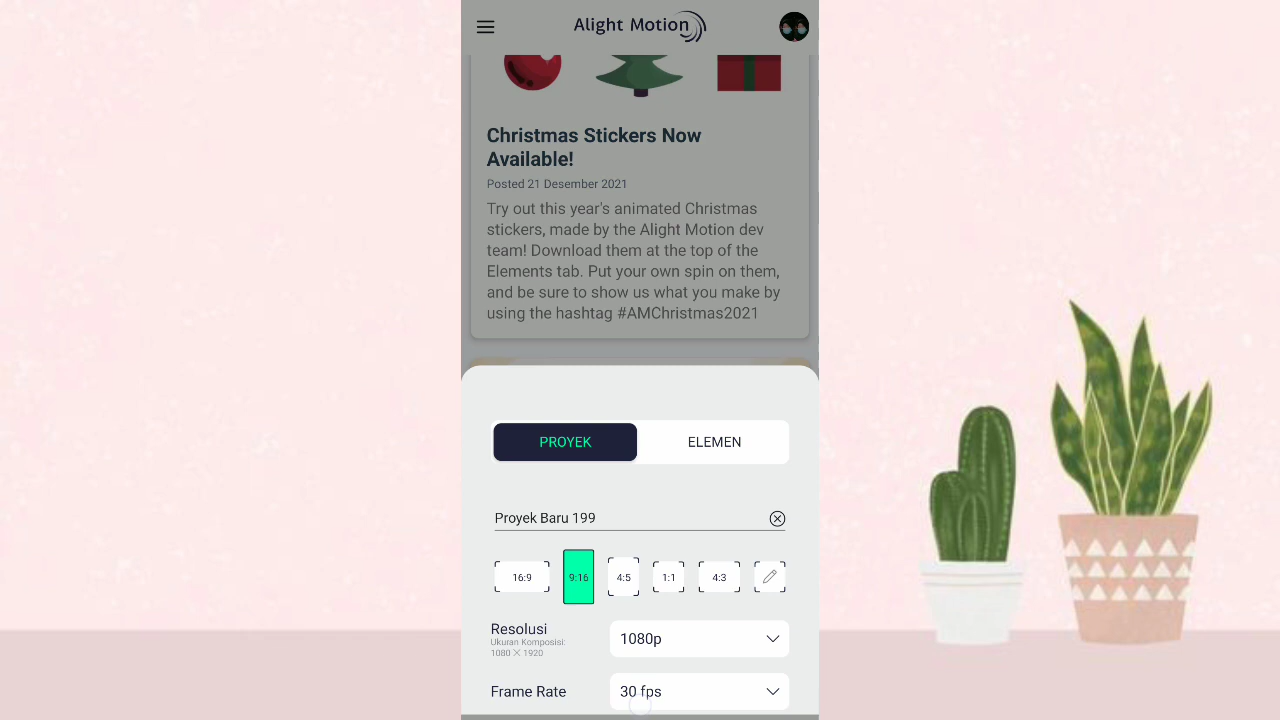 Alight Motion
Christmas Stickers Now
Available!
Posted 21 Desember 2021
Try out this year's animated Christmas
stickers, made by the Alight Motion dev
team! Download them at the top of the
Elements tab. Put your own spin on them,
and be sure to show us what you make by
using the hashtag #AMChristmas2021
PROYEK ELEMEN
Proyek Baru 199
16:9 9:16 4:5 1:1 4:3
Resolusi 1080p
Ukuran Komposisi:
1080 × 1920
Frame Rate 30 fps